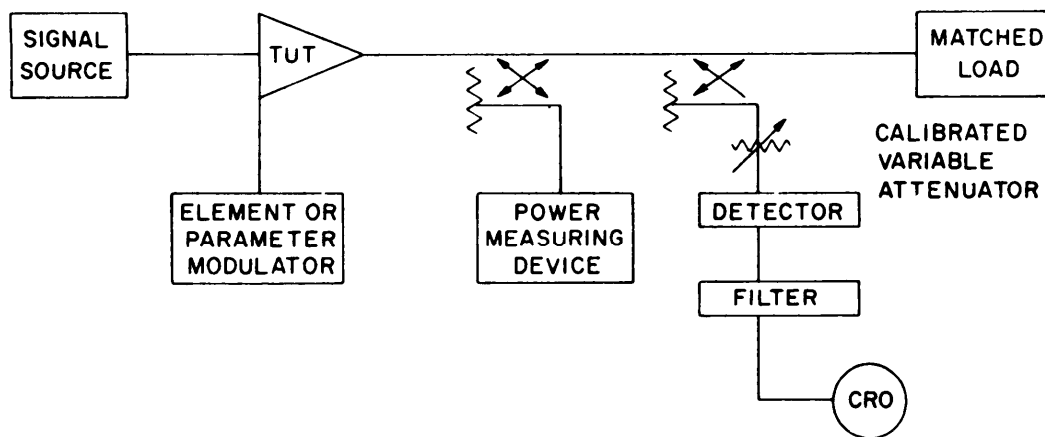 SIGNAL
SOURCE
TUT
MATCHED
LOAD
ELEMENT OR
PARAMETER
MODULATOR
POWER
MEASURING
DEVICE
CALIBRATED
VARIABLE
ATTENUATOR
DETECTOR
FILTER
CRO